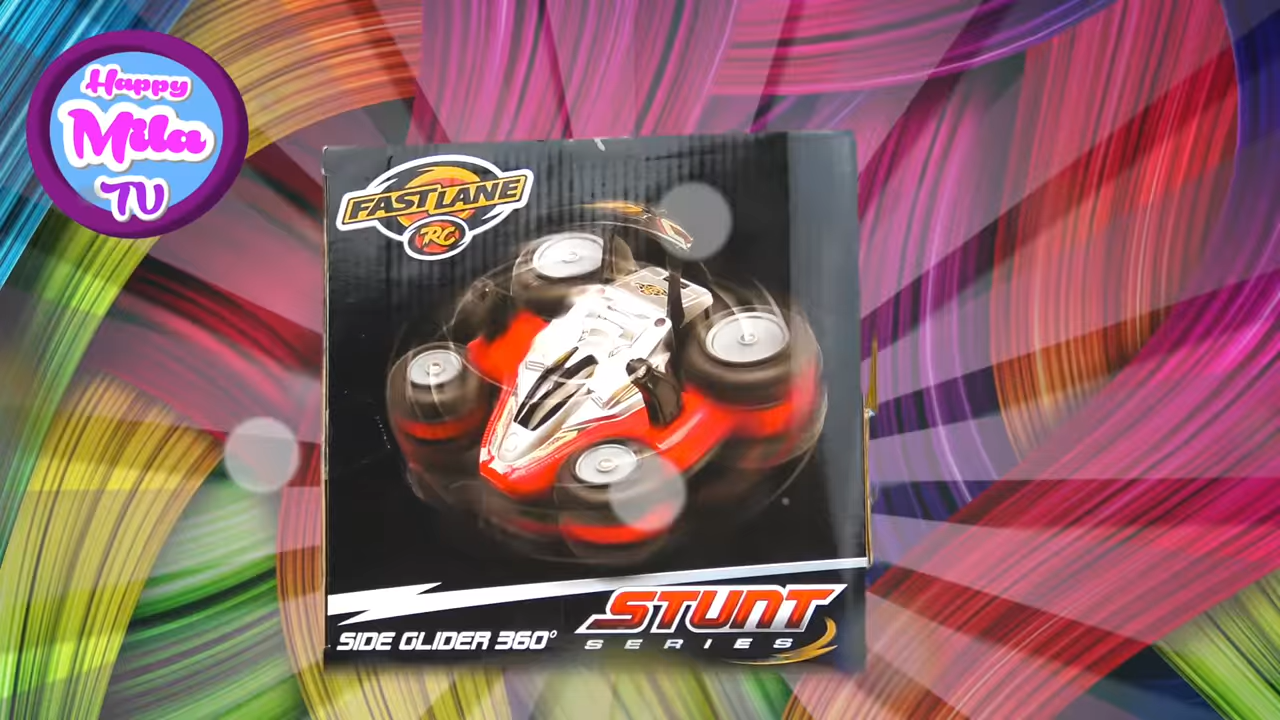 Happy
Mila
TV
FASTLANE
RC
SIDE GLIDER 360°
STUNT
SERIES